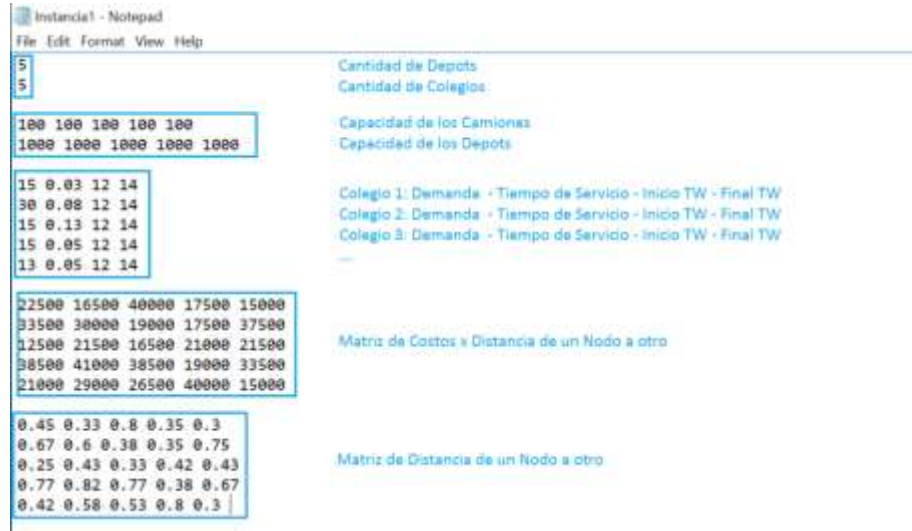 Instancia1 - Notepad
File Edit Format View Help
5 Cantidad de Depots
5 Cantidad de Colegios
100 100 100 100 100 Capacidad de los Camiones
1000 1000 1000 1000 1000 Capacidad de los Depots
15 0.03 12 14 Colegio 1: Demanda - Tiempo de Servicio - Inicio TW - Final TW
30 0.08 12 14 Colegio 2: Demanda - Tiempo de Servicio - Inicio TW - Final TW
15 0.13 12 14 Colegio 3: Demanda - Tiempo de Servicio - Inicio TW - Final TW
15 0.05 12 14 ...
13 0.05 12 14
22500 16500 40000 17500 15000
33500 30000 19000 17500 37500
12500 21500 16500 21000 21500 Matriz de Costos x Distancia de un Nodo a otro
38500 41000 38500 19000 33500
21000 29000 26500 40000 15000
0.45 0.33 0.8 0.35 0.3
0.67 0.6 0.38 0.35 0.75
0.25 0.43 0.33 0.42 0.43 Matriz de Distancia de un Nodo a otro
0.77 0.82 0.77 0.38 0.67
0.42 0.58 0.53 0.8 0.3